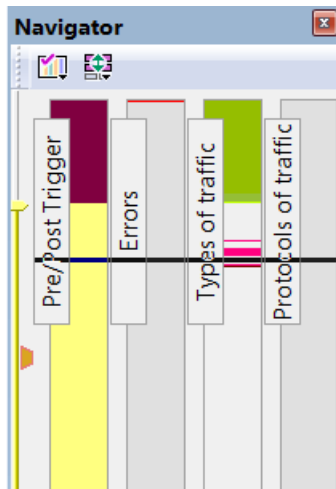 Navigator
Pre/Post Trigger
Errors
Types of traffic
Protocols of traffic